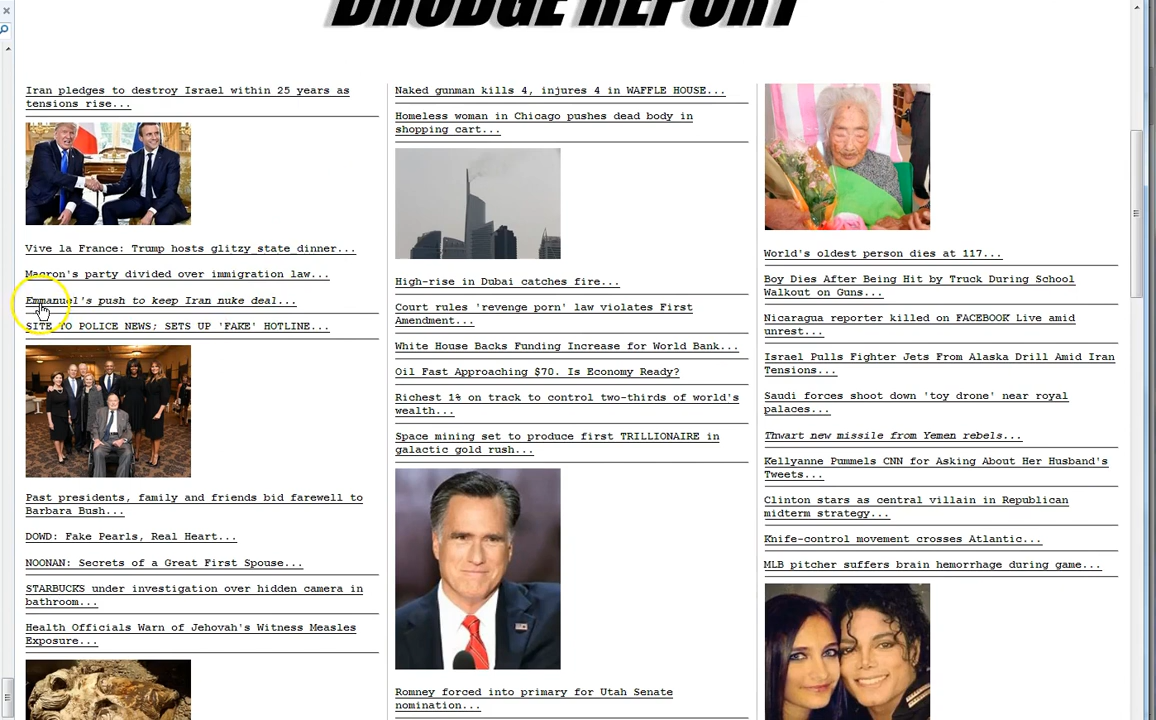 DRUDGE REPORT
Iran pledges to destroy Israel within 25 years as
tensions rise...
Vive la France: Trump hosts glitzy state dinner...
Macron's party divided over immigration law...
Emmanuel's push to keep Iran nuke deal...
SITE TO POLICE NEWS; SETS UP 'FAKE' HOTLINE...
Past presidents, family and friends bid farewell to
Barbara Bush...
DOWD: Fake Pearls, Real Heart...
NOONAN: Secrets of a Great First Spouse...
STARBUCKS under investigation over hidden camera in
bathroom...
Health Officials Warn of Jehovah's Witness Measles
Exposure...
Naked gunman kills 4, injures 4 in WAFFLE HOUSE...
Homeless woman in Chicago pushes dead body in
shopping cart...
High-rise in Dubai catches fire...
Court rules 'revenge porn' law violates First
Amendment...
White House Backs Funding Increase for World Bank...
Oil Fast Approaching $70. Is Economy Ready?
Richest 1% on track to control two-thirds of world's
wealth...
Space mining set to produce first TRILLIONAIRE in
galactic gold rush...
Romney forced into primary for Utah Senate
nomination...
World's oldest person dies at 117...
Boy Dies After Being Hit by Truck During School
Walkout on Guns...
Nicaragua reporter killed on FACEBOOK Live amid
unrest...
Israel Pulls Fighter Jets From Alaska Drill Amid Iran
Tensions...
Saudi forces shoot down 'toy drone' near royal
palaces...
Thwart new missile from Yemen rebels...
Kellyanne Pummels CNN for Asking About Her Husband's
Tweets...
Clinton stars as central villain in Republican
midterm strategy...
Knife-control movement crosses Atlantic...
MLB pitcher suffers brain hemorrhage during game...